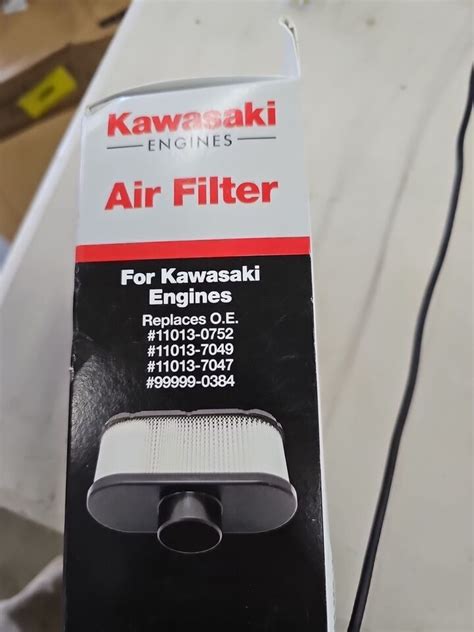 Kawasaki
ENGINES
Air Filter
For Kawasaki
Engines
Replaces O.E.
#11013-0752
#11013-7049
#11013-7047
#99999-0384